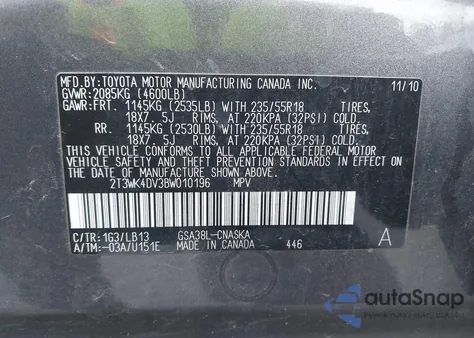 MFD.BY:TOYOTA MOTOR MANUFACTURING CANADA INC. 11/10
GVWR:2085KG (4600LB)
GAWR:FRT. 1145KG (2535LB) WITH 235/55R18 TIRES,
18X7. 5J RIMS, AT 220KPA (32PSI) COLD.
RR. 1145KG (2530LB) WITH 235/55R18 TIRES,
18X7. 5J RIMS, AT 220KPA (32PSI) COLD.
THIS VEHICLE CONFORMS TO ALL APPLICABLE FEDERAL MOTOR
VEHICLE SAFETY AND THEFT PREVENTION STANDARDS IN
EFFECT ON THE DATE OF MANUFACTURE SHOWN ABOVE.
2T3WK4DV3BW010196 MPV
C/TR:1G3/LB13 GSA38L-CNASKA
A/TM:-03A/U151E MADE IN CANADA 446 A
autoSnap